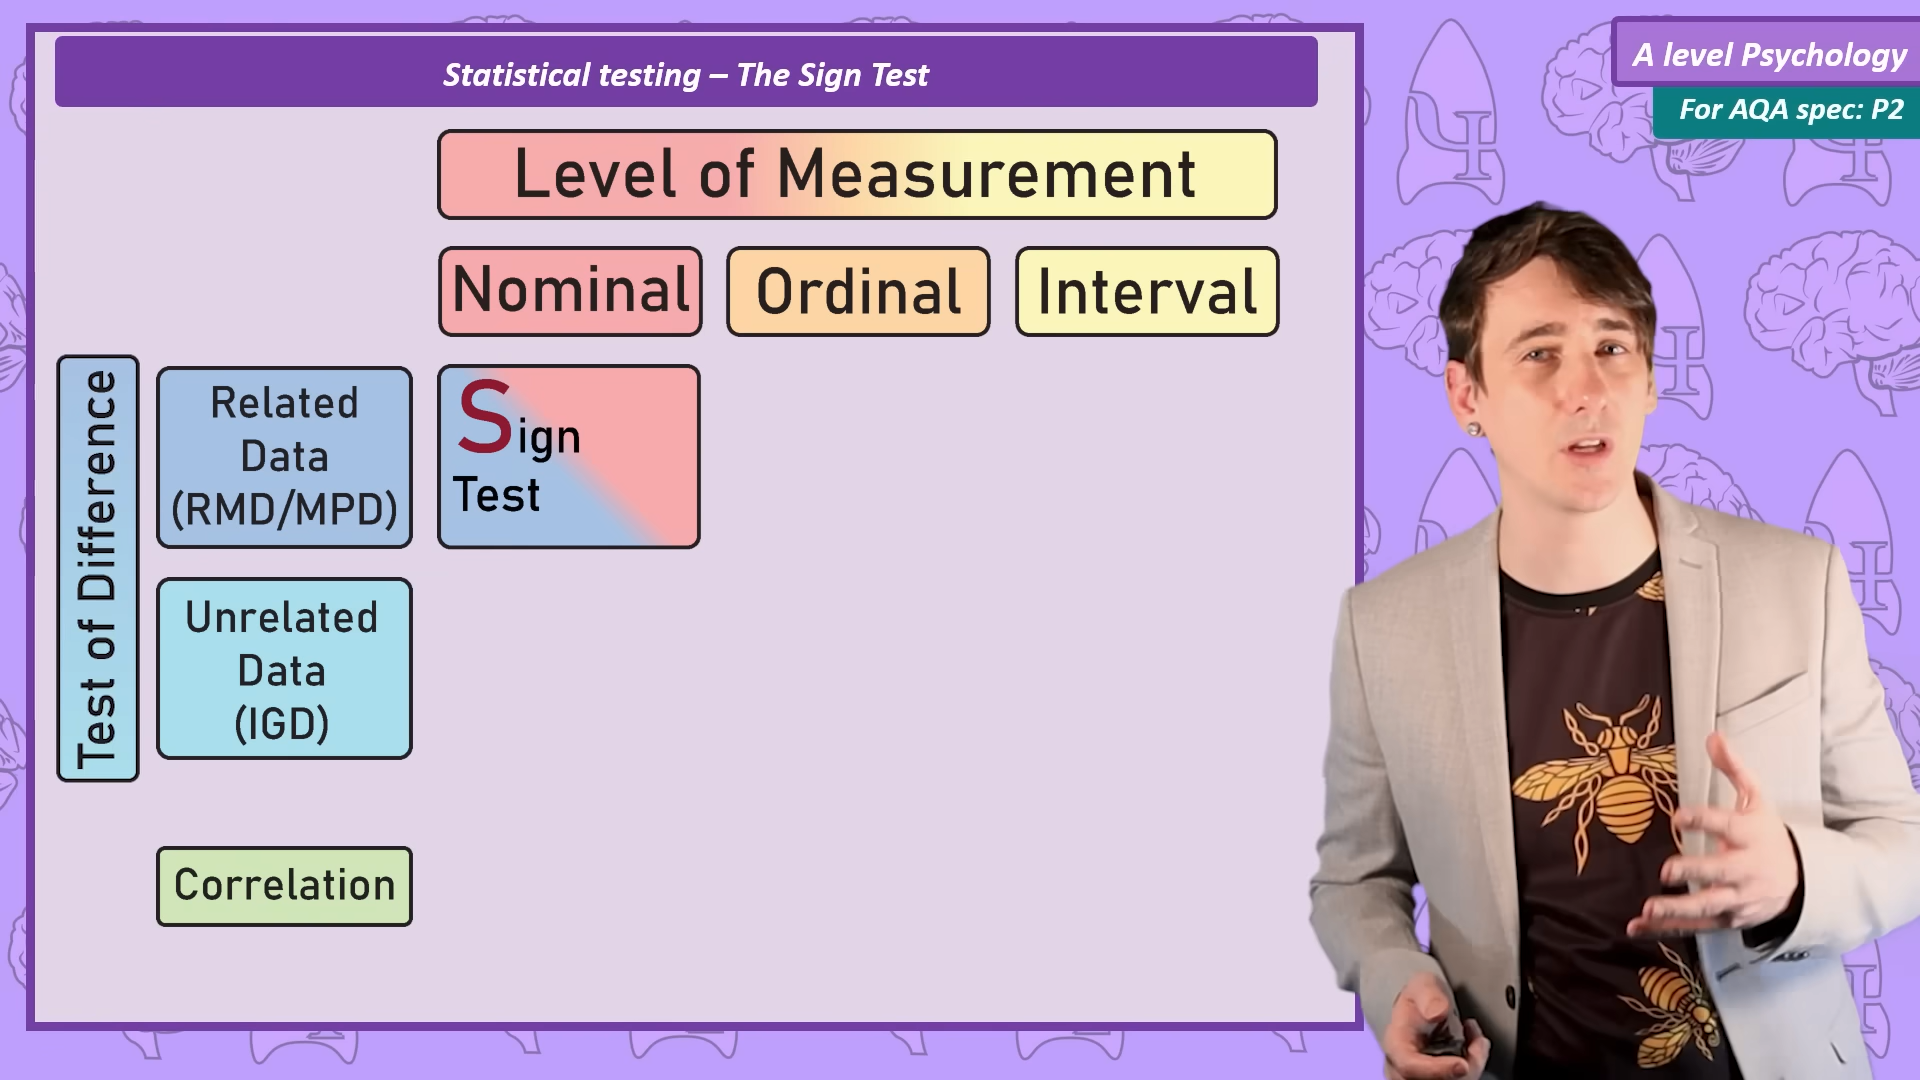 Statistical testing – The Sign Test
A level Psychology
For AQA spec: P2
Level of Measurement
Nominal
Ordinal
Interval
Test of Difference
Related
Data
(RMD/MPD)
Sign
Test
Unrelated
Data
(IGD)
Correlation